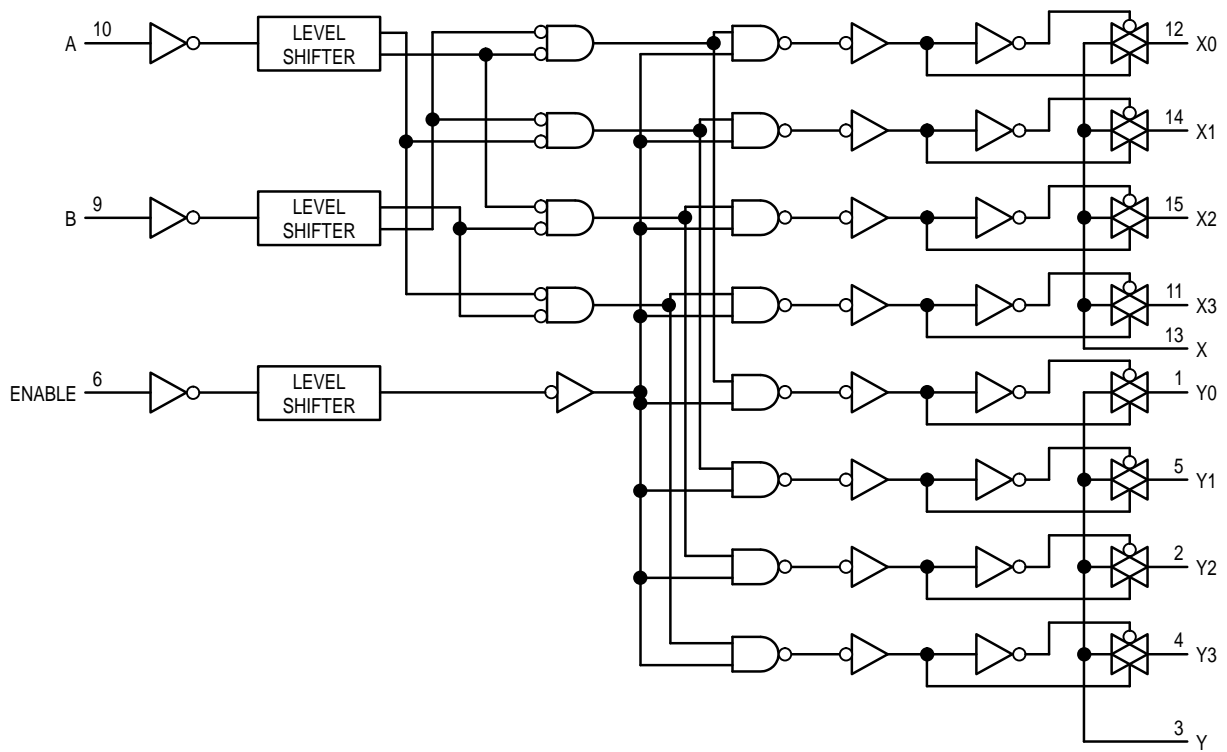 A 10
LEVEL
SHIFTER
12 X0
14 X1
B 9
LEVEL
SHIFTER
15 X2
11 X3
13 X
ENABLE 6
LEVEL
SHIFTER
1 Y0
5 Y1
2 Y2
4 Y3
3 Y